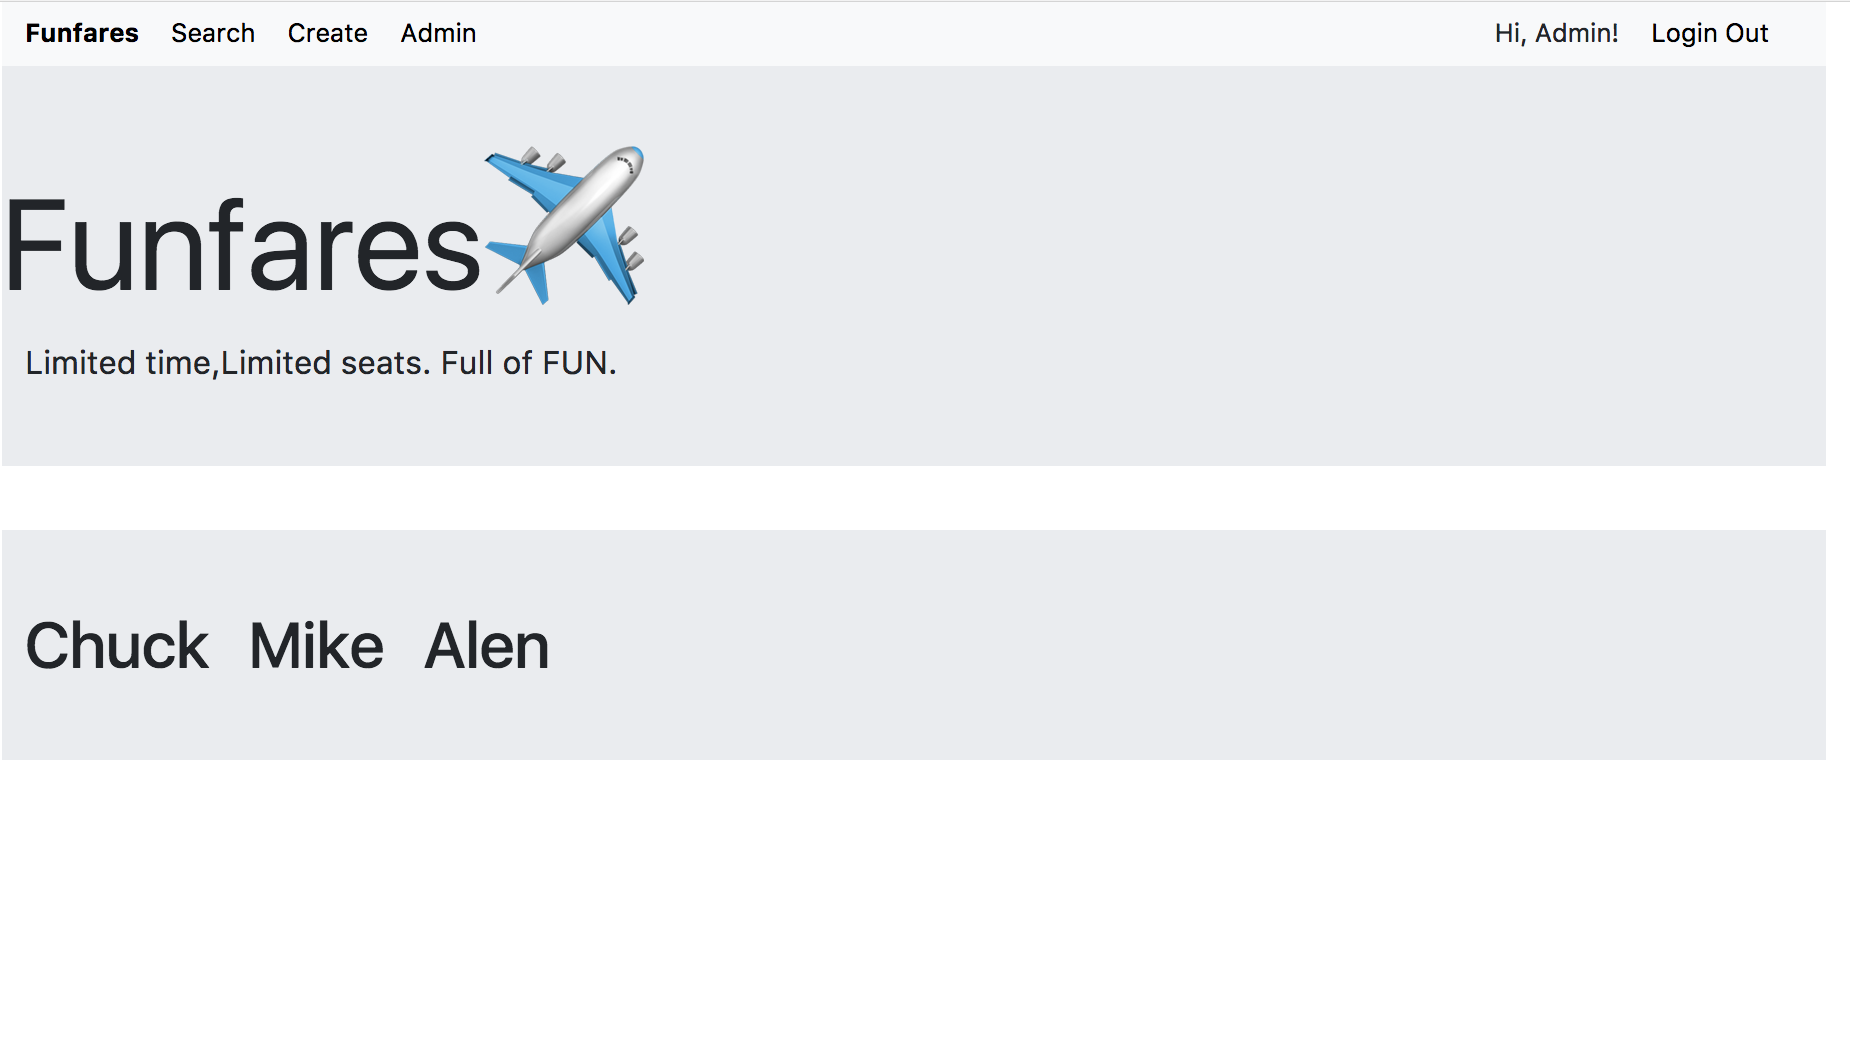 Funfares Search Create Admin Hi, Admin! Login Out
Funfares
Limited time,Limited seats. Full of FUN.
Chuck Mike Alen